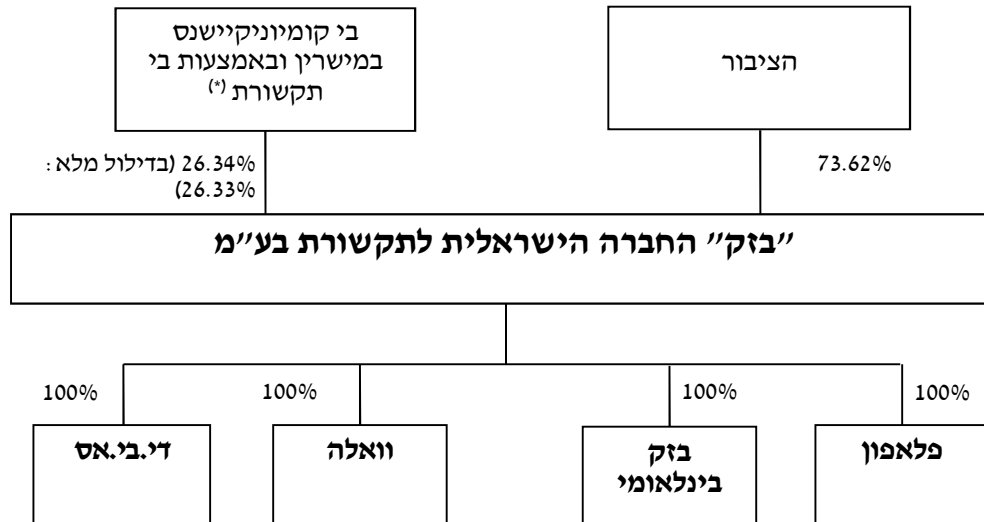 הציבור
בי קומיוניקיישנס
במישרין ובאמצעות בי
תקשורת (*)
73.62%
26.34% (בדילול מלא:
26.33%)
"בזק" החברה הישראלית לתקשורת בע"מ
100%
100%
100%
100%
פלאפון
בזק
בינלאומי
וואלה
די.בי.אס